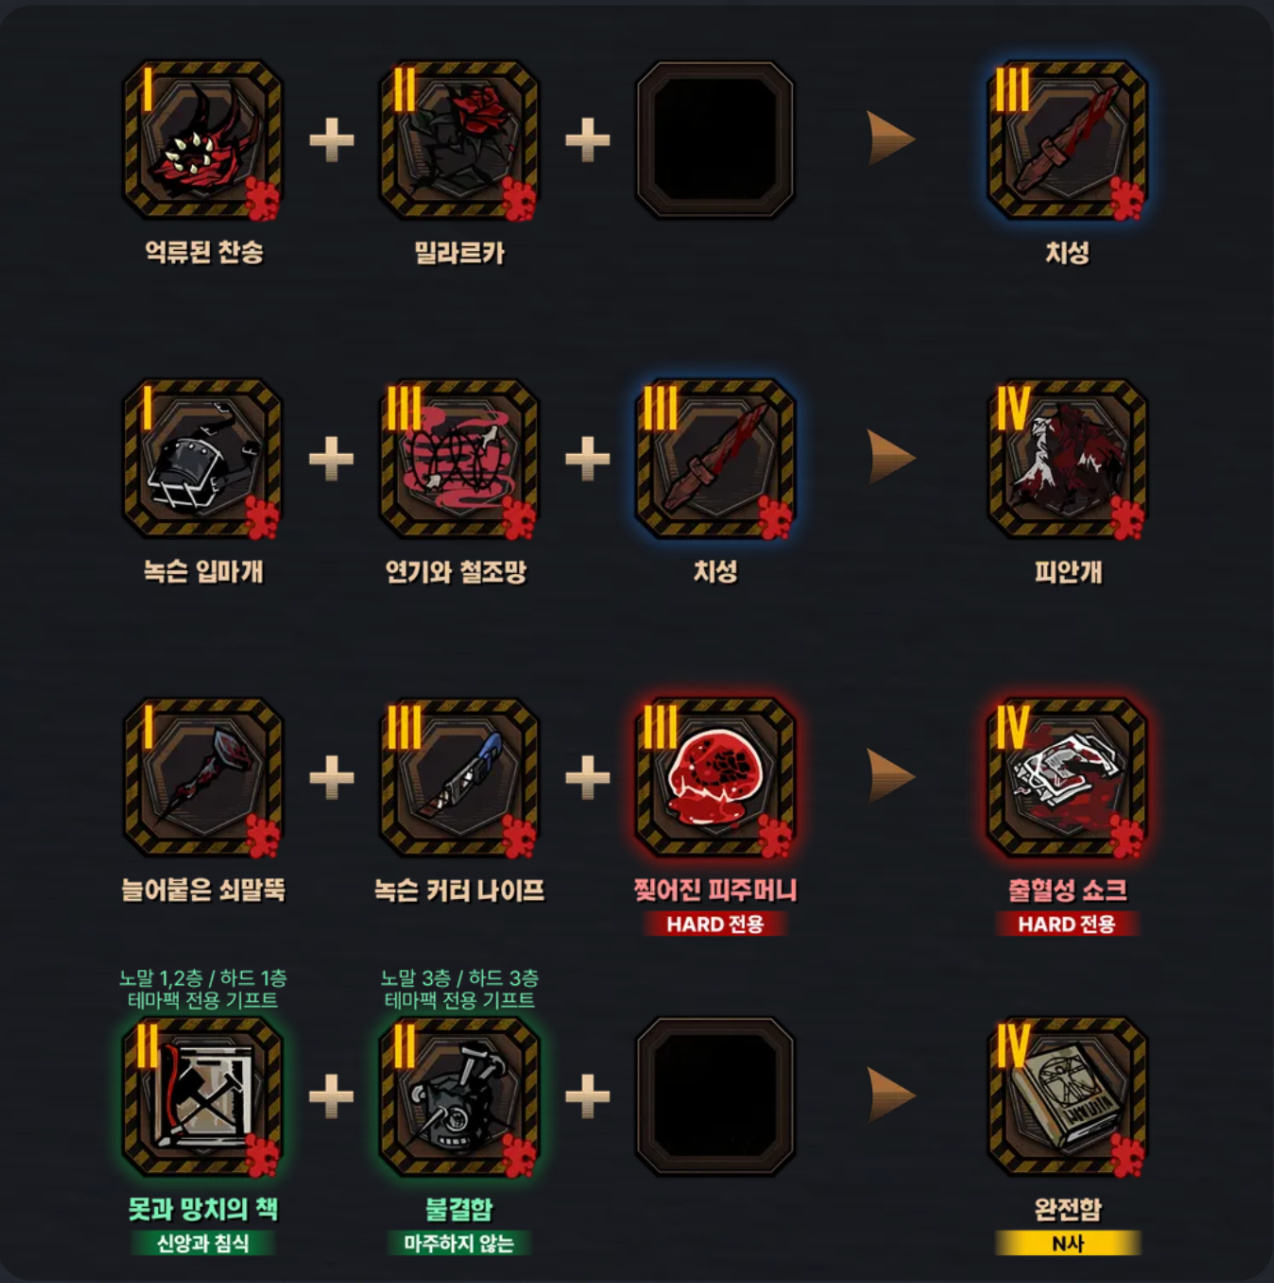 I
II
III
억류된 찬송
밀라르카
치성
I
III
III
IV
녹슨 입마개
연기와 철조망
치성
피안개
I
III
III
IV
늘어붙은 쇠말뚝
녹슨 커터 나이프
찢어진 피주머니
출혈성 쇼크
HARD 전용
HARD 전용
노말 1,2층 / 하드 1층
테마팩 전용 기프트
노말 3층 / 하드 3층
테마팩 전용 기프트
II
II
IV
못과 망치의 책
불결함
완전함
신앙과 침식
마주하지 않는
N사